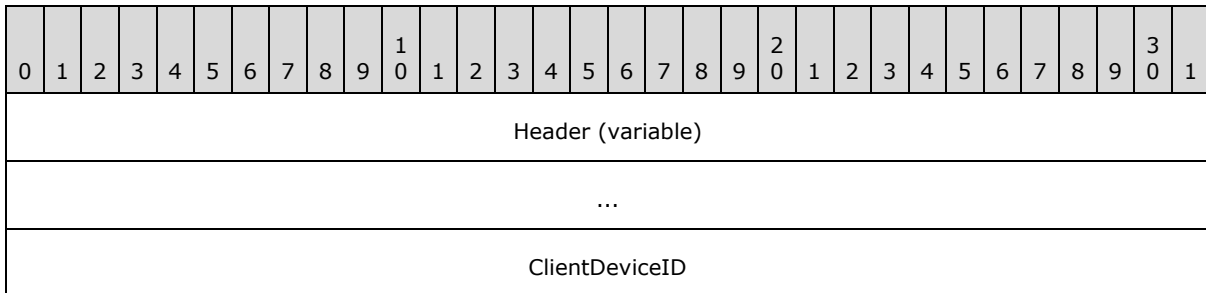 0 1 2 3 4 5 6 7 8 9 1 0 1 2 3 4 5 6 7 8 9 2 0 1 2 3 4 5 6 7 8 9 3 0 1
Header (variable)
...
ClientDeviceID